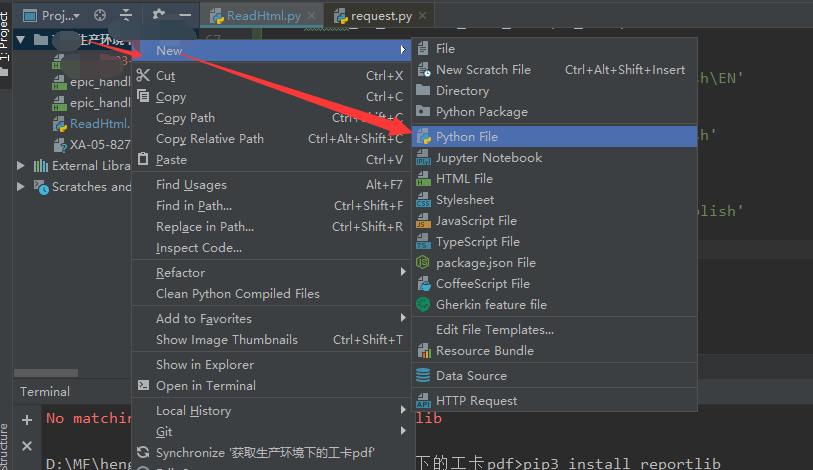 Proj...
ReadHtml.py
request.py
1: Project
生产环境下
New
File
New Scratch File Ctrl+Alt+Shift+Insert
Directory
Python Package
Python File
Jupyter Notebook
HTML File
Stylesheet
JavaScript File
TypeScript File
package.json File
CoffeeScript File
Gherkin feature file
Edit File Templates...
Resource Bundle
Data Source
HTTP Request
Cut Ctrl+X
Copy Ctrl+C
Copy Path Ctrl+Shift+C
Copy Relative Path Ctrl+Alt+Shift+C
Paste Ctrl+V
Find Usages Alt+F7
Find in Path... Ctrl+Shift+F
Replace in Path... Ctrl+Shift+R
Inspect Code...
Refactor
Clean Python Compiled Files
Add to Favorites
Show Image Thumbnails Ctrl+Shift+T
Show in Explorer
Open in Terminal
Local History
Git
Synchronize '获取生产环境下的工卡pdf'
epic_handl
epic_handl
ReadHtml.
XA-05-827
External Libra
Scratches and
sh\EN'
sh'
olish'
Terminal
No matchin
lib
D:\MF\heng
下的工卡pdf>pip3 install reportlib
structure